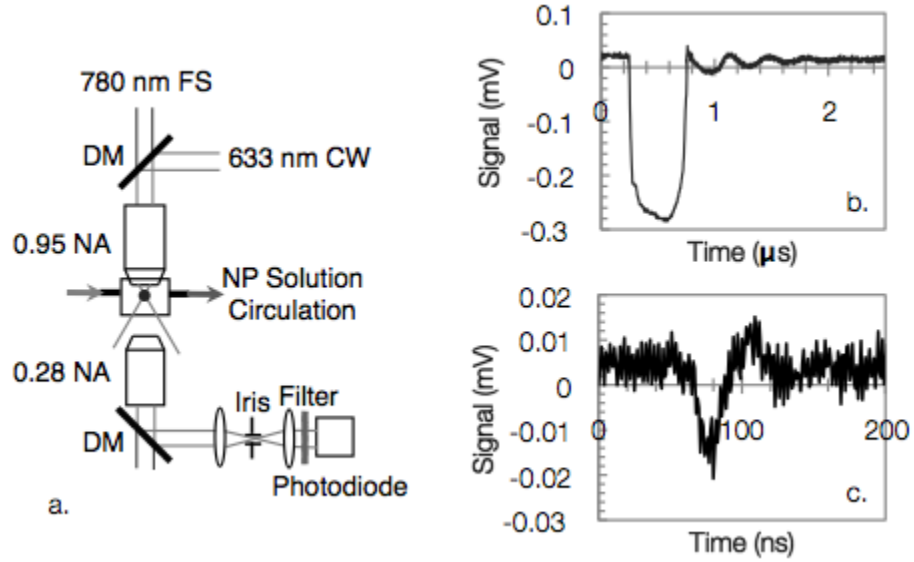 780 nm FS
DM
633 nm CW
0.95 NA
NP Solution
Circulation
0.28 NA
Iris
Filter
DM
Photodiode
a.
0.1
0
-0.1
-0.2
-0.3
0
1
2
Signal (mV)
Time (µs)
b.
0.02
0.01
0
-0.01
-0.02
-0.03
0
100
200
Signal (mV)
Time (ns)
c.